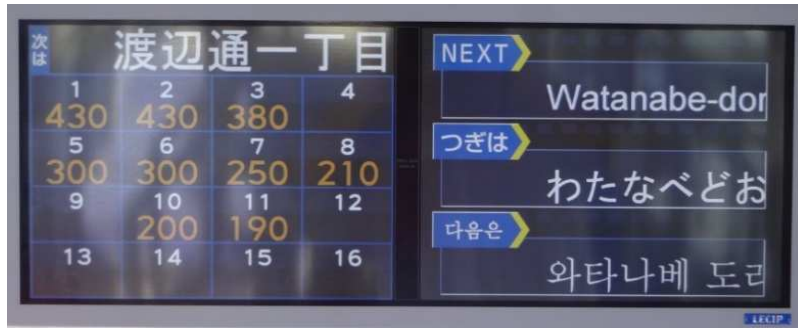 次は 渡辺通一丁目
1 2 3 4
430 430 380
5 6 7 8
300 300 250 210
9 10 11 12
200 190
13 14 15 16
NEXT
Watanabe-dor
つぎは
わたなべどお
다음은
와타나베 도리
LECIP